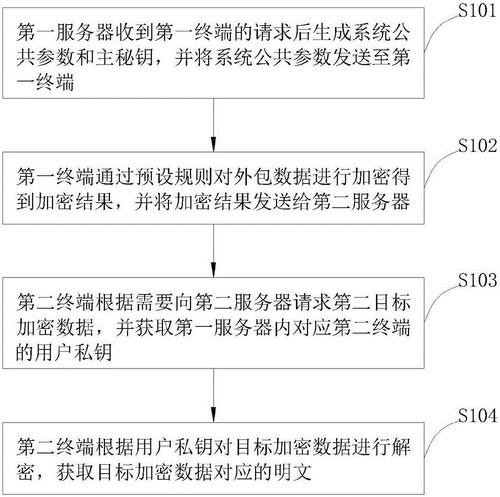 S101
第一服务器收到第一终端的请求后生成系统公
共参数和主秘钥，并将系统公共参数发送至第
一终端
S102
第一终端通过预设规则对外包数据进行加密得
到加密结果，并将加密结果发送给第二服务器
S103
第二终端根据需要向第二服务器请求第二目标
加密数据，并获取第一服务器内对应第二终端
的用户私钥
S104
第二终端根据用户私钥对目标加密数据进行解
密，获取目标加密数据对应的明文